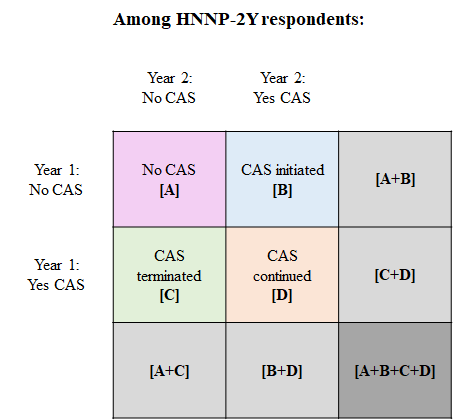 Among HNNP-2Y respondents:
Year 2:
No CAS
Year 2:
Yes CAS
Year 1:
No CAS
No CAS
[A]
CAS initiated
[B]
[A+B]
Year 1:
Yes CAS
CAS
terminated
[C]
CAS
continued
[D]
[C+D]
[A+C]
[B+D]
[A+B+C+D]